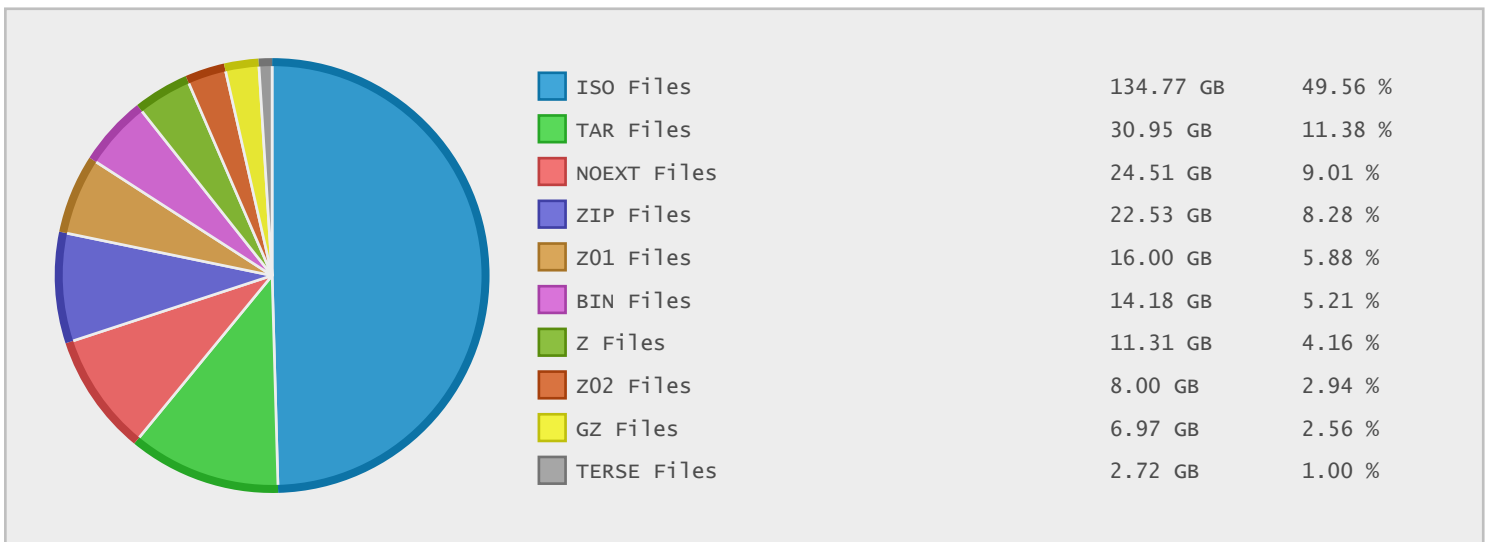 ISO Files 134.77 GB 49.56 %
TAR Files 30.95 GB 11.38 %
NOEXT Files 24.51 GB 9.01 %
ZIP Files 22.53 GB 8.28 %
Z01 Files 16.00 GB 5.88 %
BIN Files 14.18 GB 5.21 %
Z Files 11.31 GB 4.16 %
Z02 Files 8.00 GB 2.94 %
GZ Files 6.97 GB 2.56 %
TERSE Files 2.72 GB 1.00 %